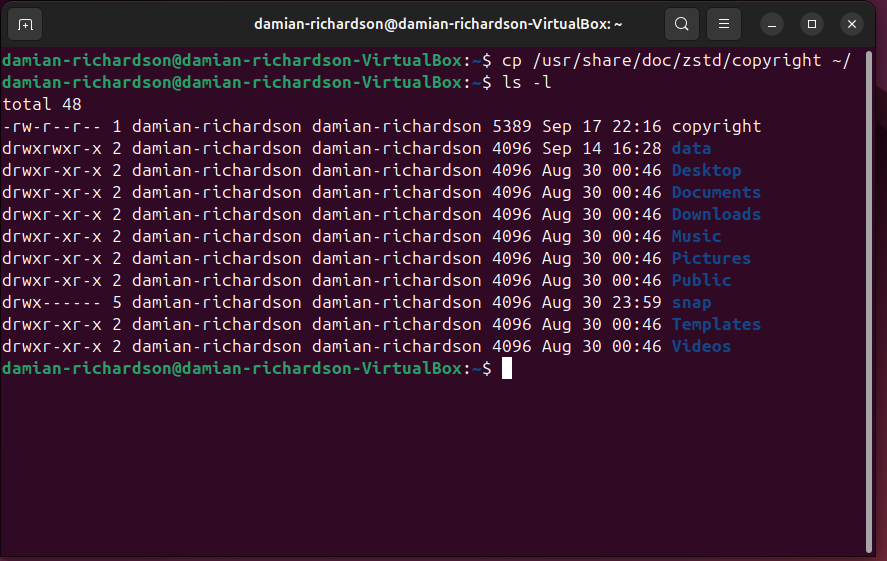 damian-richardson@damian-richardson-VirtualBox: ~
damian-richardson@damian-richardson-VirtualBox:~$ cp /usr/share/doc/zstd/copyright ~/
damian-richardson@damian-richardson-VirtualBox:~$ ls -l
total 48
-rw-r--r-- 1 damian-richardson damian-richardson 5389 Sep 17 22:16 copyright
drwxrwxr-x 2 damian-richardson damian-richardson 4096 Sep 14 16:28 data
drwxr-xr-x 2 damian-richardson damian-richardson 4096 Aug 30 00:46 Desktop
drwxr-xr-x 2 damian-richardson damian-richardson 4096 Aug 30 00:46 Documents
drwxr-xr-x 2 damian-richardson damian-richardson 4096 Aug 30 00:46 Downloads
drwxr-xr-x 2 damian-richardson damian-richardson 4096 Aug 30 00:46 Music
drwxr-xr-x 2 damian-richardson damian-richardson 4096 Aug 30 00:46 Pictures
drwxr-xr-x 2 damian-richardson damian-richardson 4096 Aug 30 00:46 Public
drwx------ 5 damian-richardson damian-richardson 4096 Aug 30 23:59 snap
drwxr-xr-x 2 damian-richardson damian-richardson 4096 Aug 30 00:46 Templates
drwxr-xr-x 2 damian-richardson damian-richardson 4096 Aug 30 00:46 Videos
damian-richardson@damian-richardson-VirtualBox:~$